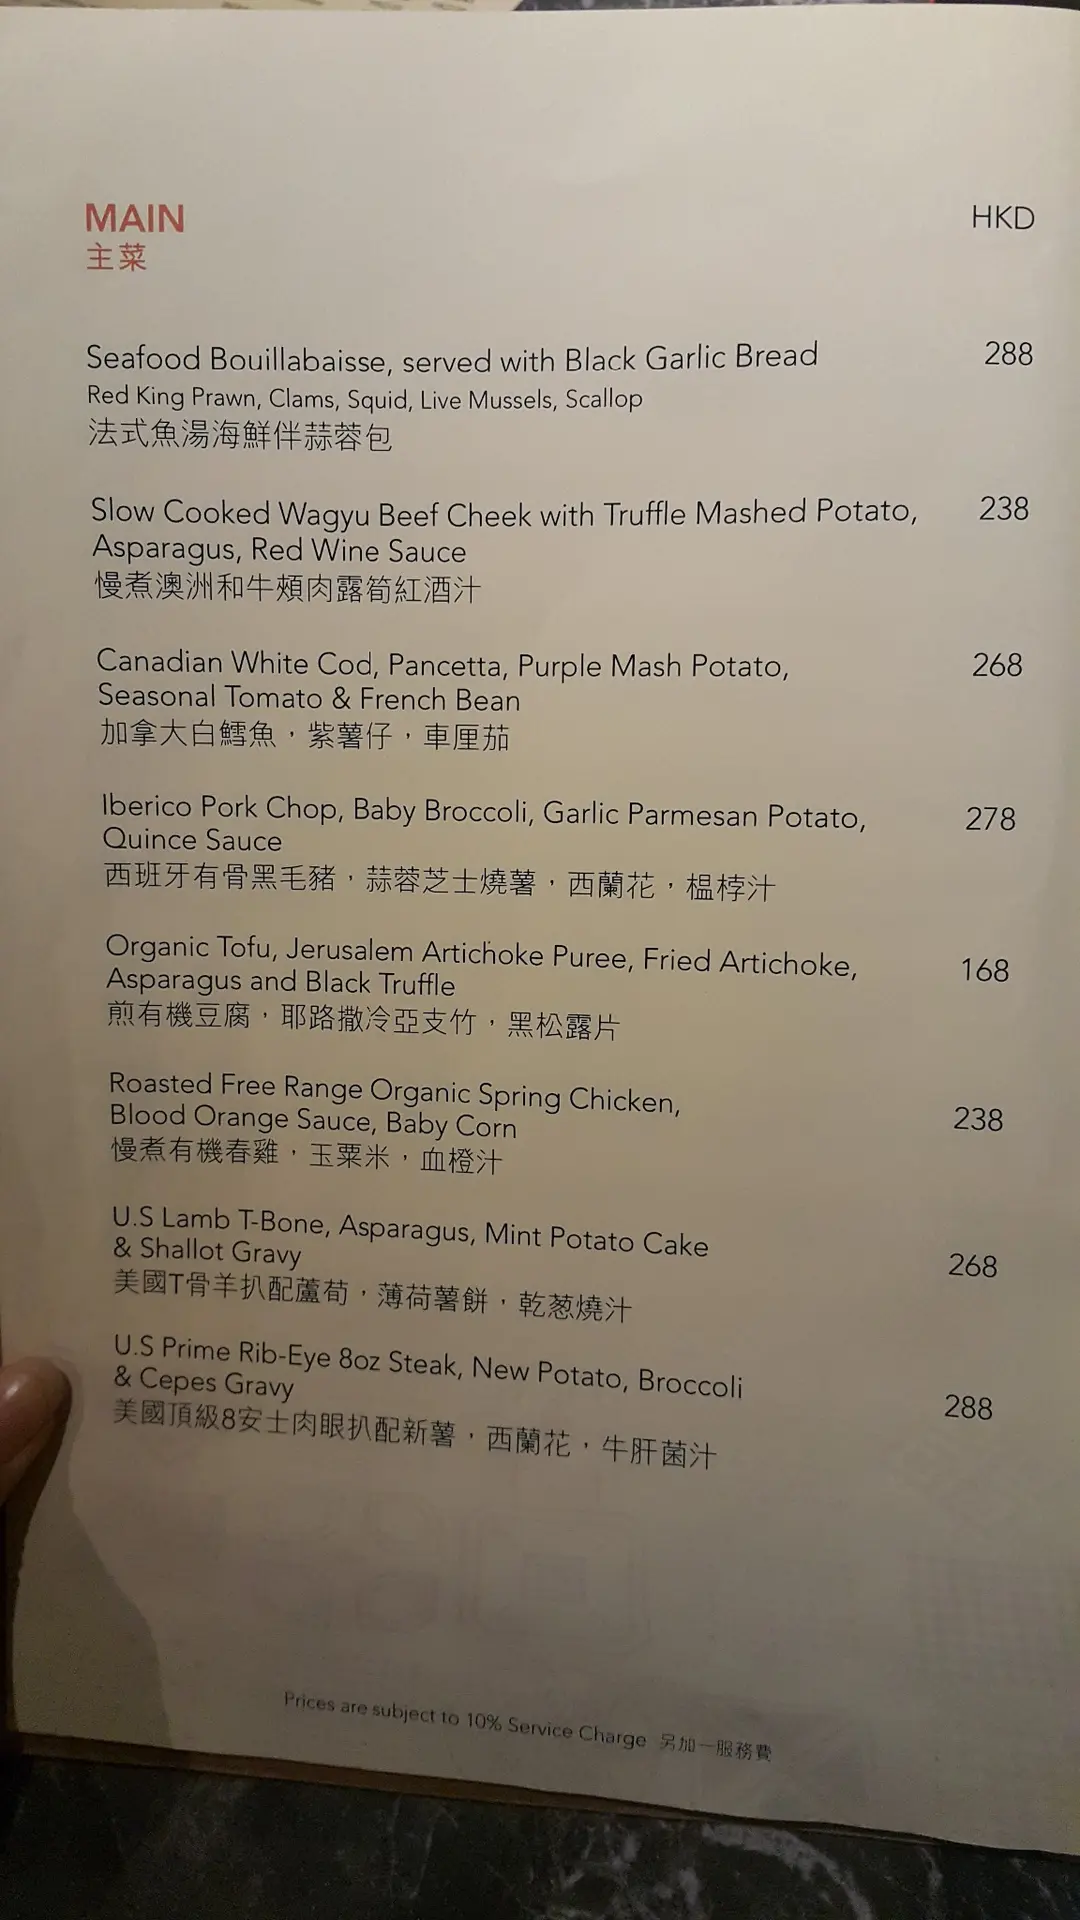 MAIN
HKD
主菜
Seafood Bouillabaisse, served with Black Garlic Bread
288
Red King Prawn, Clams, Squid, Live Mussels, Scallop
法式魚湯海鮮伴蒜蓉包
Slow Cooked Wagyu Beef Cheek with Truffle Mashed Potato,
238
Asparagus, Red Wine Sauce
慢煮澳洲和牛頰肉露筍紅酒汁
Canadian White Cod, Pancetta, Purple Mash Potato,
268
Seasonal Tomato & French Bean
加拿大白鱈魚，紫薯仔，車厘茄
Iberico Pork Chop, Baby Broccoli, Garlic Parmesan Potato,
278
Quince Sauce
西班牙有骨黑毛豬，蒜蓉芝士燒薯，西蘭花，榲桲汁
Organic Tofu, Jerusalem Artichoke Puree, Fried Artichoke,
168
Asparagus and Black Truffle
煎有機豆腐，耶路撒冷亞支竹，黑松露片
Roasted Free Range Organic Spring Chicken,
238
Blood Orange Sauce, Baby Corn
慢煮有機春雞，玉粟米，血橙汁
U.S Lamb T-Bone, Asparagus, Mint Potato Cake
268
& Shallot Gravy
美國T骨羊扒配蘆荀，薄荷薯餅，乾葱燒汁
U.S Prime Rib-Eye 8oz Steak, New Potato, Broccoli
288
& Cepes Gravy
美國頂級8安士肉眼扒配新薯，西蘭花，牛肝菌汁
Prices are subject to 10% Service Charge 另加一服務費